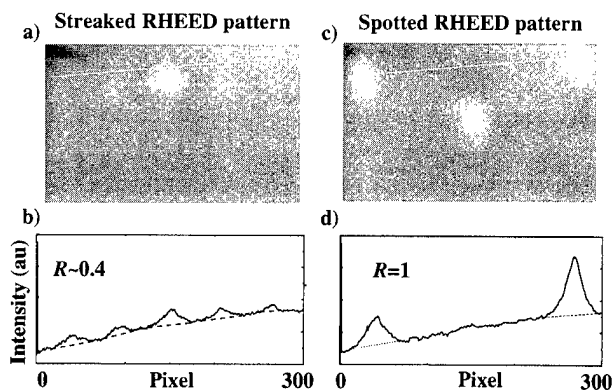 Streaked RHEED pattern
Spotted RHEED pattern
a)
c)
b)
d)
R~0.4
R=1
Intensity (au)
0 Pixel 300
0 Pixel 300